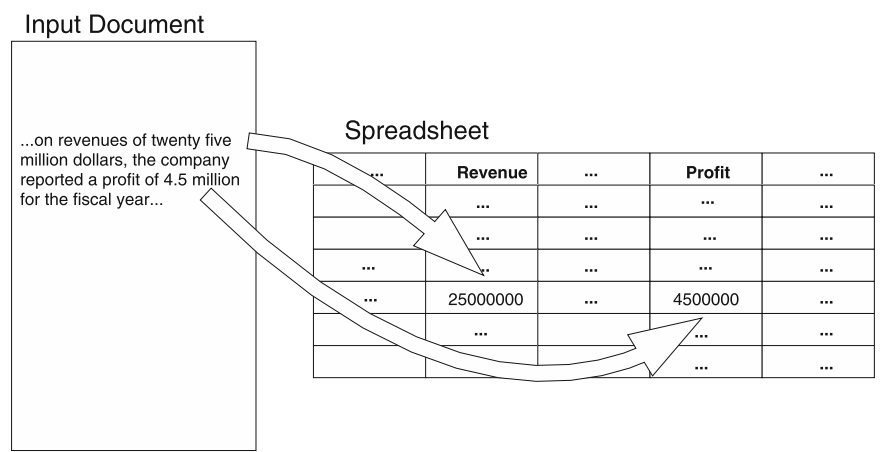 Input Document
...on revenues of twenty five
million dollars, the company
reported a profit of 4.5 million
for the fiscal year...
Spreadsheet
... Revenue ... Profit ...
... ... ... ...
... ... ... ...
... ... ... ... ...
... 25000000 ... 4500000 ...
... ... ...
... ...